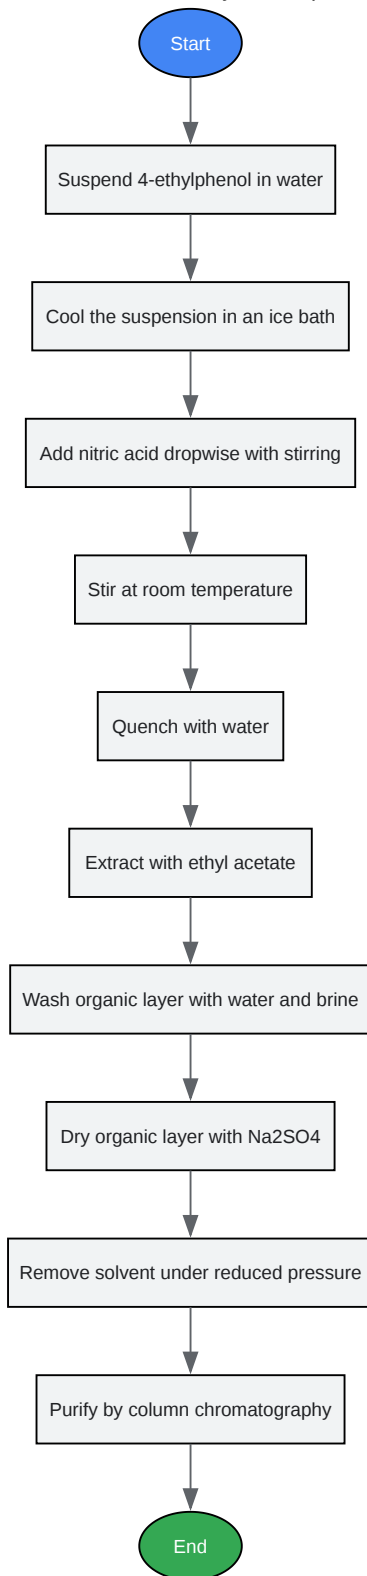 Start
Suspend 4-ethylphenol in water
Cool the suspension in an ice bath
Add nitric acid dropwise with stirring
Stir at room temperature
Quench with water
Extract with ethyl acetate
Wash organic layer with water and brine
Dry organic layer with Na2SO4
Remove solvent under reduced pressure
Purify by column chromatography
End